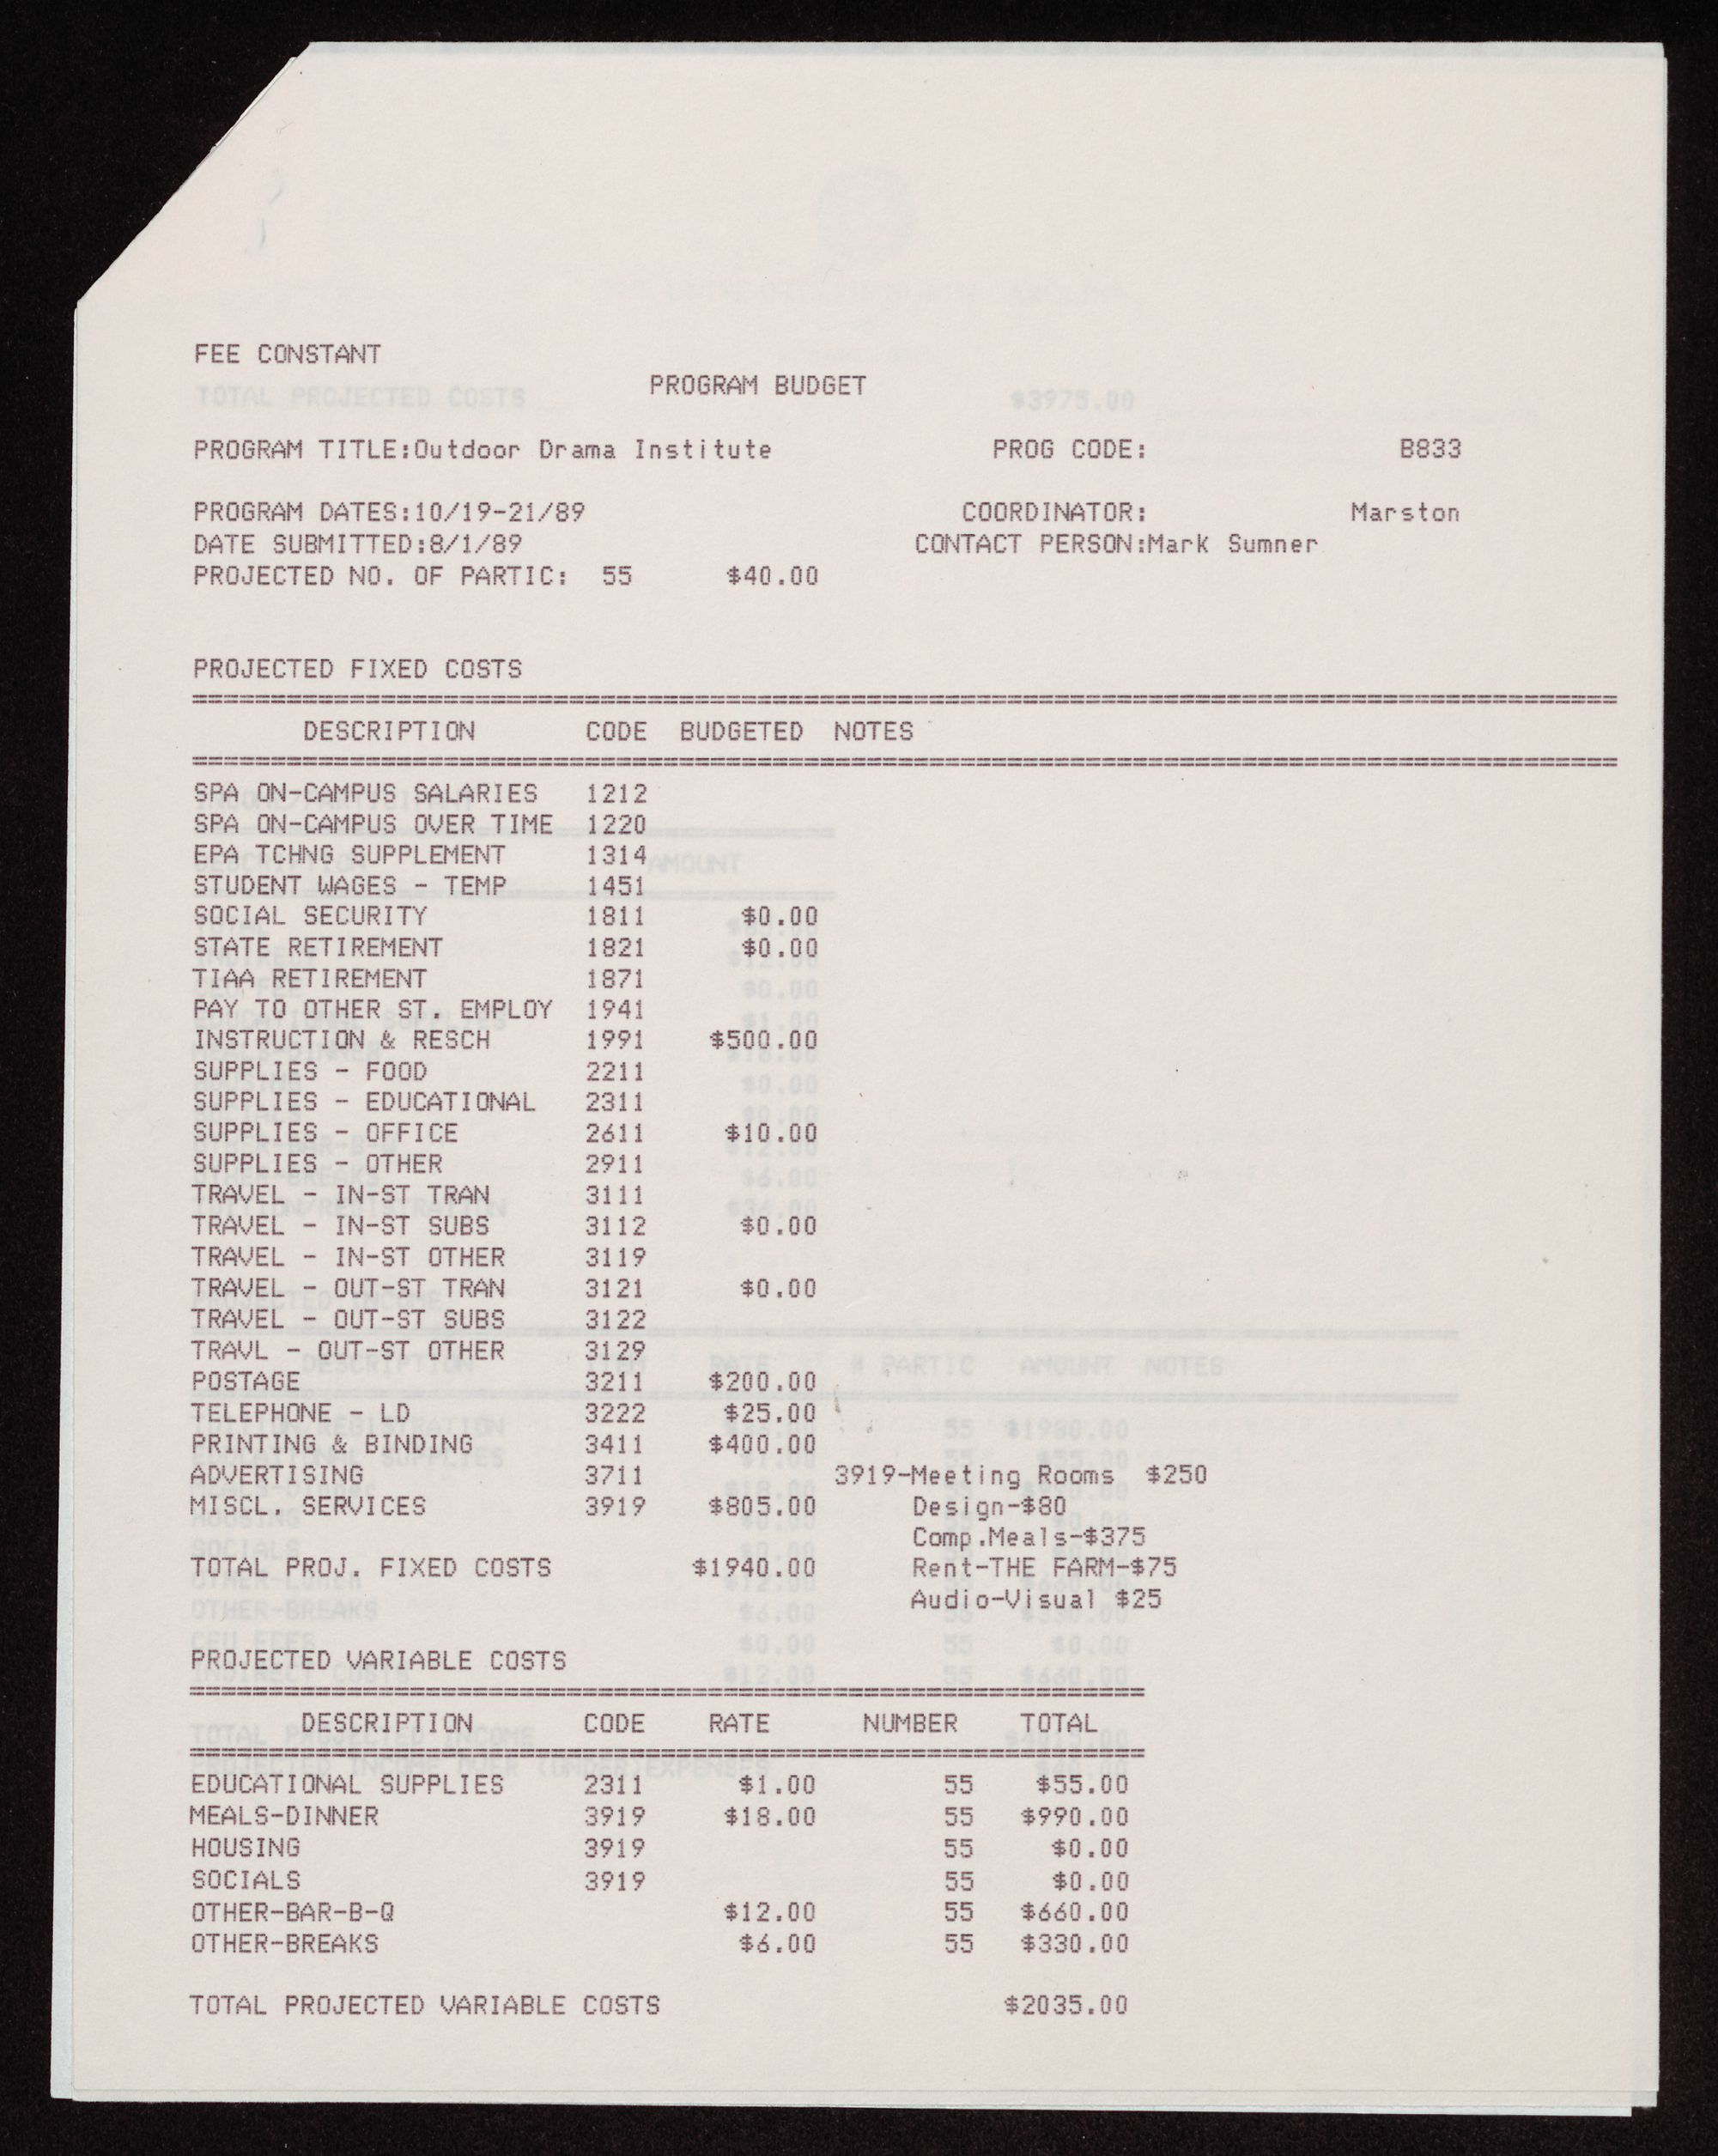 FEE CONSTANT
PROGRAM BUDGET
TOTAL PROJECTED COSTS $3975.00
PROGRAM TITLE:Outdoor Drama Institute PROG CODE: B833
PROGRAM DATES:10/19-21/89 COORDINATOR: Marston
DATE SUBMITTED:8/1/89 CONTACT PERSON:Mark Sumner
PROJECTED NO. OF PARTIC: 55 $40.00
PROJECTED FIXED COSTS
DESCRIPTION CODE BUDGETED NOTES
SPA ON-CAMPUS SALARIES 1212
SPA ON-CAMPUS OVER TIME 1220
EPA TCHNG SUPPLEMENT 1314
STUDENT WAGES - TEMP 1451
SOCIAL SECURITY 1811 $0.00
STATE RETIREMENT 1821 $0.00
TIAA RETIREMENT 1871
PAY TO OTHER ST. EMPLOY 1941
INSTRUCTION & RESCH 1991 $500.00
SUPPLIES - FOOD 2211
SUPPLIES - EDUCATIONAL 2311
SUPPLIES - OFFICE 2611 $10.00
SUPPLIES - OTHER 2911
TRAVEL - IN-ST TRAN 3111
TRAVEL - IN-ST SUBS 3112 $0.00
TRAVEL - IN-ST OTHER 3119
TRAVEL - OUT-ST TRAN 3121 $0.00
TRAVEL - OUT-ST SUBS 3122
TRAVL - OUT-ST OTHER 3129
POSTAGE 3211 $200.00
TELEPHONE - LD 3222 $25.00
PRINTING & BINDING 3411 $400.00
ADVERTISING 3711 3919-Meeting Rooms $250
MISCL. SERVICES 3919 $805.00 Design-$80
Comp.Meals-$375
TOTAL PROJ. FIXED COSTS $1940.00 Rent-THE FARM-$75
Audio-Visual $25
PROJECTED VARIABLE COSTS
DESCRIPTION CODE RATE NUMBER TOTAL
EDUCATIONAL SUPPLIES 2311 $1.00 55 $55.00
MEALS-DINNER 3919 $18.00 55 $990.00
HOUSING 3919 55 $0.00
SOCIALS 3919 55 $0.00
OTHER-BAR-B-Q $12.00 55 $660.00
OTHER-BREAKS $6.00 55 $330.00
TOTAL PROJECTED VARIABLE COSTS $2035.00